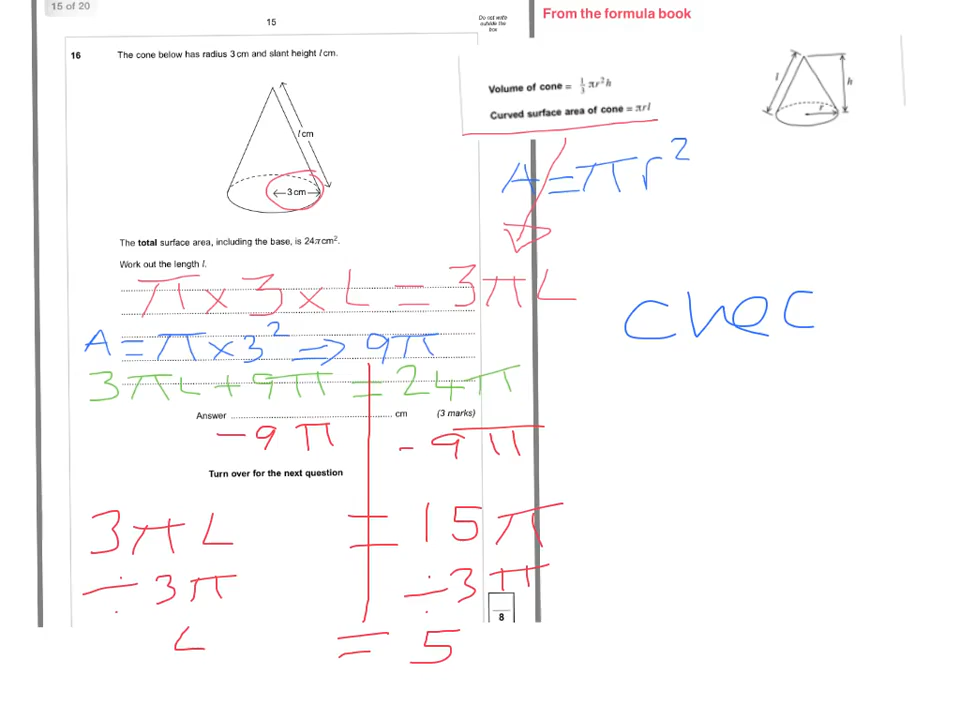 15 of 20
15
Do not write
outside the
box
From the formula book
16 The cone below has radius 3 cm and slant height l cm.
l cm
3 cm
Volume of cone = 1/3 πr²h
Curved surface area of cone = πrl
l
h
r
A = πr²
The total surface area, including the base, is 24π cm².
Work out the length l.
π × 3 × L = 3πL
A = π × 3² ⇒ 9π
3πL + 9π = 24π
Answer ........ cm (3 marks)
- 9π - 9π
Turn over for the next question
3πL = 15π
÷ 3π ÷ 3π
8
L = 5
chec